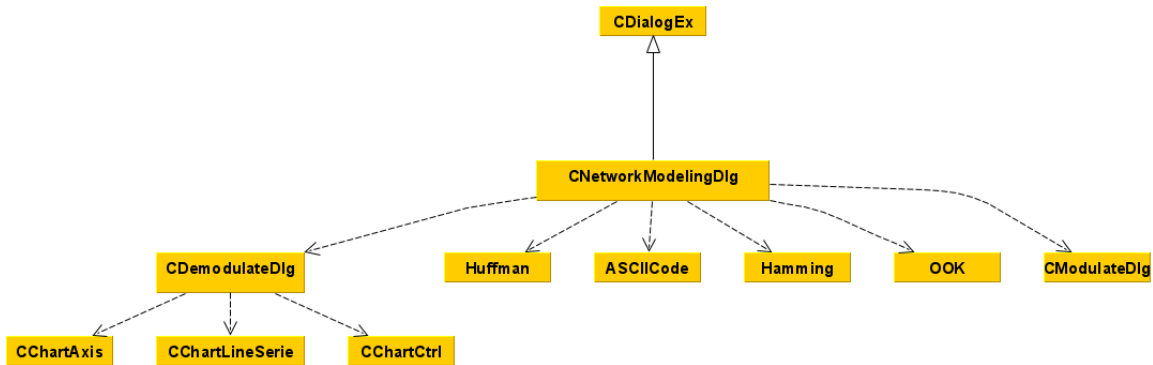 CDialogEx
CNetworkModelingDlg
CDemodulateDlg
Huffman
ASCIICode
Hamming
OOK
CModulateDlg
CChartAxis
CChartLineSerie
CChartCtrl